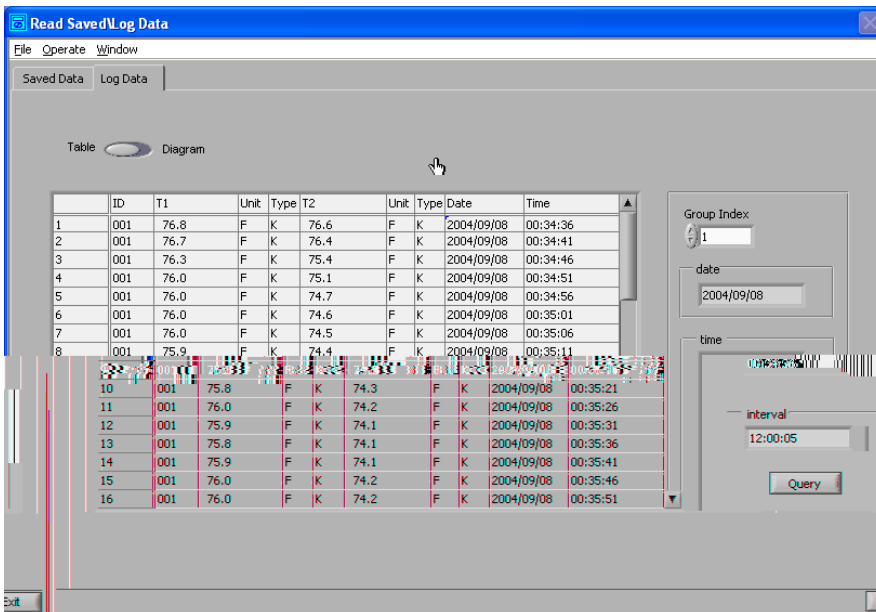 Read Saved\Log Data
File Operate Window
Saved Data Log Data
Table Diagram
ID T1 Unit Type T2 Unit Type Date Time
1 001 76.8 F K 76.6 F K 2004/09/08 00:34:36
2 001 76.7 F K 76.4 F K 2004/09/08 00:34:41
3 001 76.3 F K 75.4 F K 2004/09/08 00:34:46
4 001 76.0 F K 75.1 F K 2004/09/08 00:34:51
5 001 76.0 F K 74.7 F K 2004/09/08 00:34:56
6 001 76.0 F K 74.6 F K 2004/09/08 00:35:01
7 001 76.0 F K 74.5 F K 2004/09/08 00:35:06
8 001 75.9 F K 74.4 F K 2004/09/08 00:35:11
10 001 75.8 F K 74.3 F K 2004/09/08 00:35:21
11 001 76.0 F K 74.2 F K 2004/09/08 00:35:26
12 001 75.9 F K 74.1 F K 2004/09/08 00:35:31
13 001 75.8 F K 74.1 F K 2004/09/08 00:35:36
14 001 75.9 F K 74.1 F K 2004/09/08 00:35:41
15 001 76.0 F K 74.2 F K 2004/09/08 00:35:46
16 001 76.0 F K 74.2 F K 2004/09/08 00:35:51
Group Index
1
date
2004/09/08
time
interval
12:00:05
Query
Exit